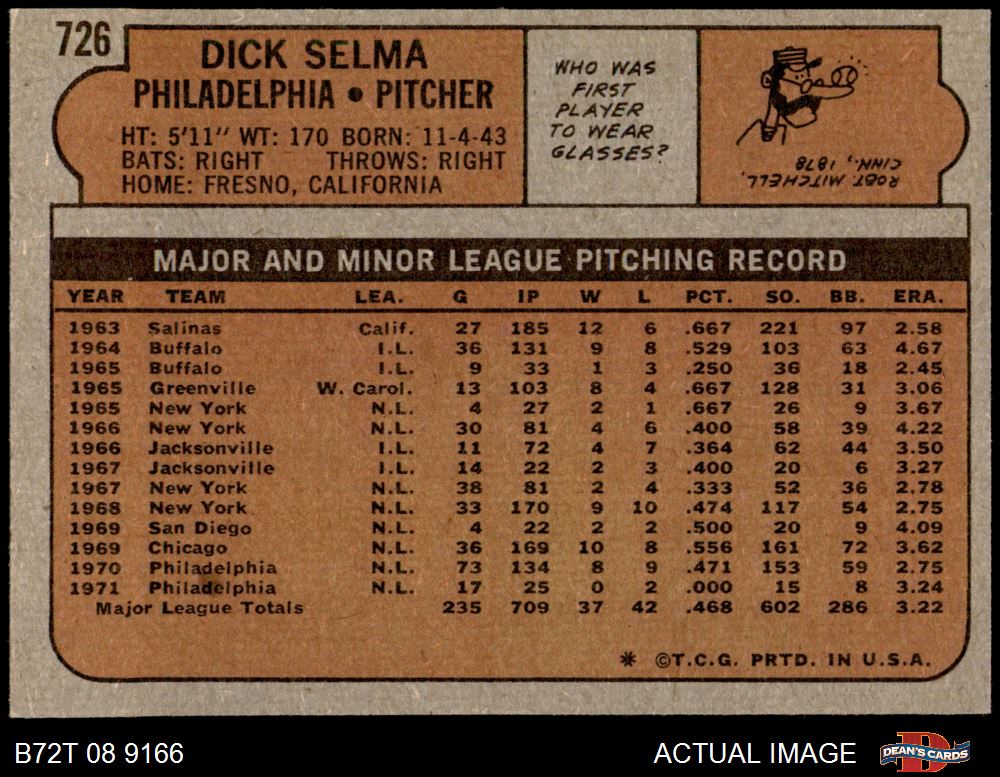 726
DICK SELMA
PHILADELPHIA • PITCHER
HT: 5'11" WT: 170 BORN: 11-4-43
BATS: RIGHT THROWS: RIGHT
HOME: FRESNO, CALIFORNIA
WHO WAS
FIRST
PLAYER
TO WEAR
GLASSES?
ROBT. MITCHELL,
CINN., 1878
MAJOR AND MINOR LEAGUE PITCHING RECORD
YEAR TEAM LEA. G IP W L PCT. SO. BB. ERA.
1963 Salinas Calif. 27 185 12 6 .667 221 97 2.58
1964 Buffalo I.L. 36 131 9 8 .529 103 63 4.67
1965 Buffalo I.L. 9 33 1 3 .250 36 18 2.45
1965 Greenville W. Carol. 13 103 8 4 .667 128 31 3.06
1965 New York N.L. 4 27 2 1 .667 26 9 3.67
1966 New York N.L. 30 81 4 6 .400 58 39 4.22
1966 Jacksonville I.L. 11 72 4 7 .364 62 44 3.50
1967 Jacksonville I.L. 14 22 2 3 .400 20 6 3.27
1967 New York N.L. 38 81 2 4 .333 52 36 2.78
1968 New York N.L. 33 170 9 10 .474 117 54 2.75
1969 San Diego N.L. 4 22 2 2 .500 20 9 4.09
1969 Chicago N.L. 36 169 10 8 .556 161 72 3.62
1970 Philadelphia N.L. 73 134 8 9 .471 153 59 2.75
1971 Philadelphia N.L. 17 25 0 2 .000 15 8 3.24
Major League Totals 235 709 37 42 .468 602 286 3.22
* ©T.C.G. PRTD. IN U.S.A.
B72T 08 9166 ACTUAL IMAGE
DEAN'S CARDS